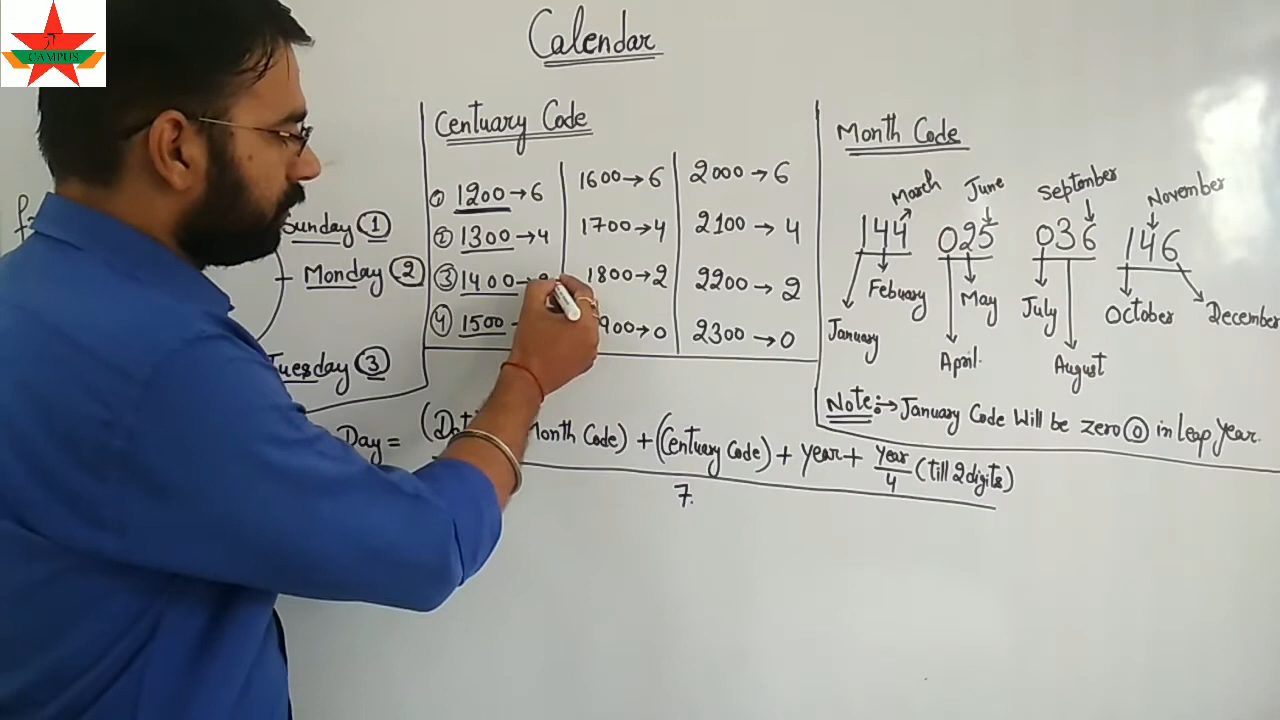 CAMPUS
Calendar
Centuary Code
① 1200→6
② 1300→4
③ 1400→
④ 1500
1600→6
1700→4
1800→2
900→0
2000→6
2100→4
2200→2
2300→0
Month Code
March June September November
144 025 036 146
January Febuary April. May July August October December
Note:→January Code Will be zero ⓪ in leap year.
Sunday ①
Monday ②
Tuesday ③
Day = Month Code) + (Centuary Code) + year + year/4 (till 2 digits)
7.